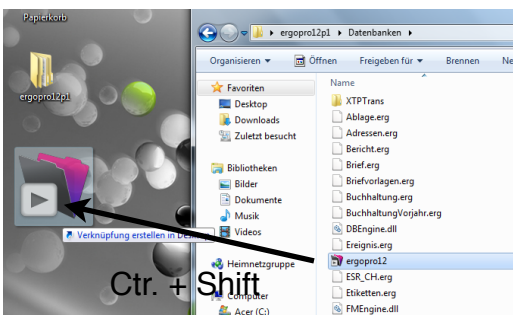 Papierkorb
ergopro12p1
Verknüpfung erstellen in Desktop
Ctr. + Shift
ergopro12p1 ▸ Datenbanken ▸
Organisieren ▾ Öffnen Freigeben für ▾ Brennen
Favoriten
Desktop
Downloads
Zuletzt besucht
Bibliotheken
Bilder
Dokumente
Musik
Videos
Heimnetzgruppe
Computer
Acer (C:)
Name
XTPTrans
Ablage.erg
Adressen.erg
Bericht.erg
Brief.erg
Briefvorlagen.erg
Buchhaltung.erg
BuchhaltungVorjahr.erg
DBEngine.dll
Ereignis.erg
ergopro12
ESR_CH.erg
Etiketten.erg
FMEngine.dll